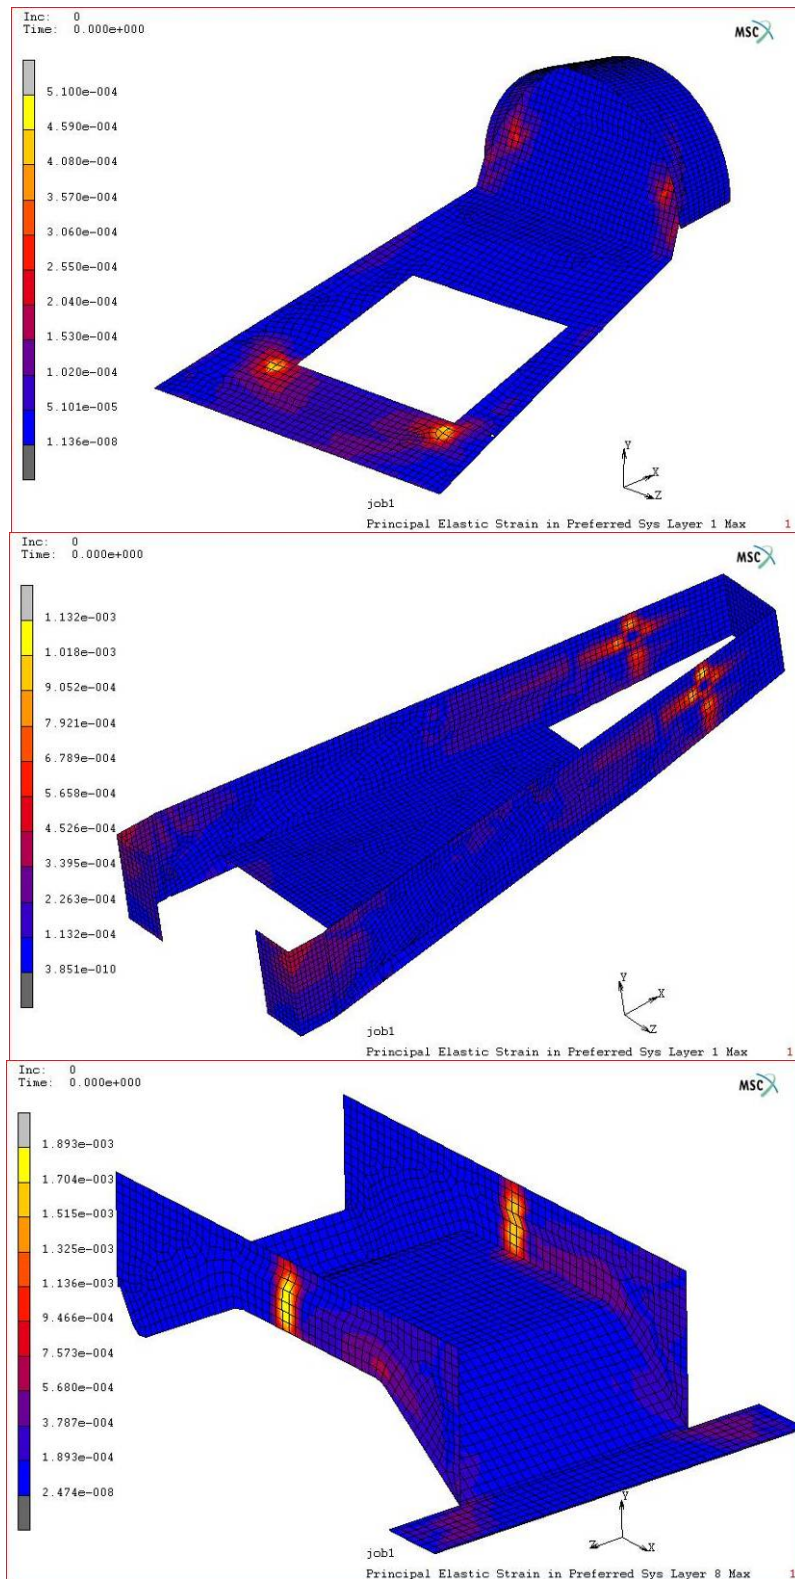 Inc: 0
Time: 0.000e+000
MSC
5.100e-004
4.590e-004
4.080e-004
3.570e-004
3.060e-004
2.550e-004
2.040e-004
1.530e-004
1.020e-004
5.101e-005
1.136e-008
Y
X
Z
job1
Principal Elastic Strain in Preferred Sys Layer 1 Max 1
Inc: 0
Time: 0.000e+000
MSC
1.132e-003
1.018e-003
9.052e-004
7.921e-004
6.789e-004
5.658e-004
4.526e-004
3.395e-004
2.263e-004
1.132e-004
3.851e-010
Y
X
Z
job1
Principal Elastic Strain in Preferred Sys Layer 1 Max 1
Inc: 0
Time: 0.000e+000
MSC
1.893e-003
1.704e-003
1.515e-003
1.325e-003
1.136e-003
9.466e-004
7.573e-004
5.680e-004
3.787e-004
1.893e-004
2.474e-008
Y
Z
X
job1
Principal Elastic Strain in Preferred Sys Layer 8 Max 1